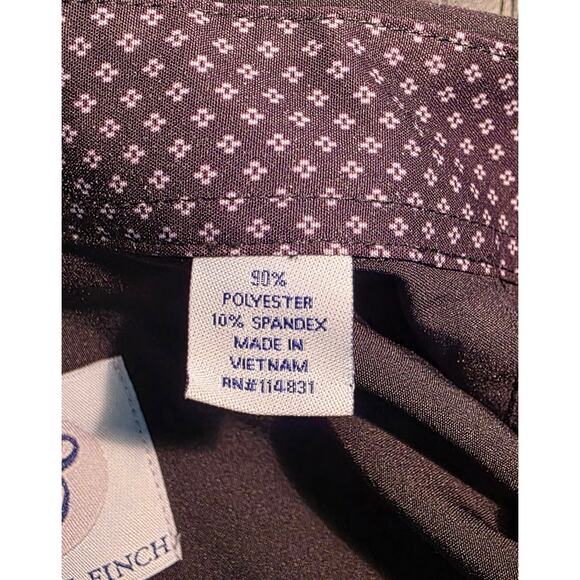 90%
POLYESTER
10% SPANDEX
MADE IN
VIETNAM
RN#114831
FINCH